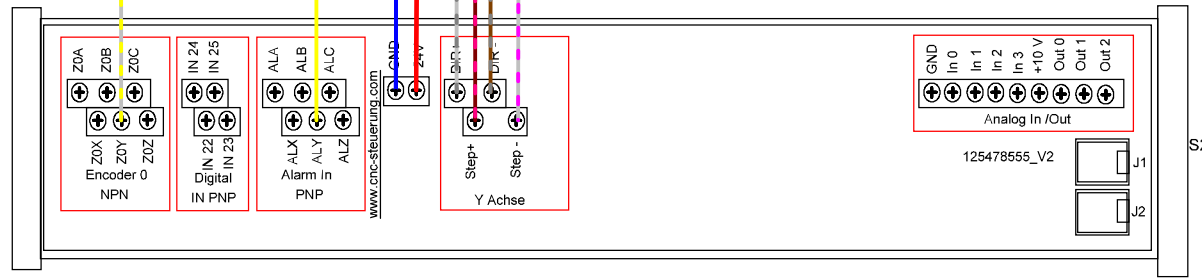 Z0A Z0B Z0C
Z0X Z0Y Z0Z
Encoder 0
NPN
IN 24 IN 25
IN 22 IN 23
Digital
IN PNP
ALA ALB ALC
ALX ALY ALZ
Alarm In
PNP
www.cnc-steuerung.com
GND 24V
DIR+ DIR -
Step+ Step -
Y Achse
GND In 0 In 1 In 2 In 3 +10 V Out 0 Out 1 Out 2
Analog In /Out
125478555_V2
J1
J2